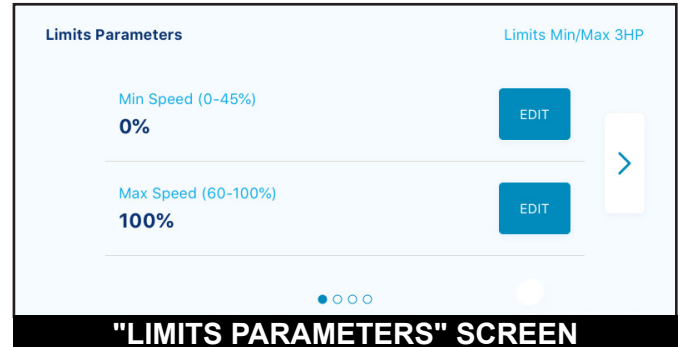 Limits Parameters
Limits Min/Max 3HP
Min Speed (0-45%)
0%
EDIT
Max Speed (60-100%)
100%
EDIT
"LIMITS PARAMETERS" SCREEN